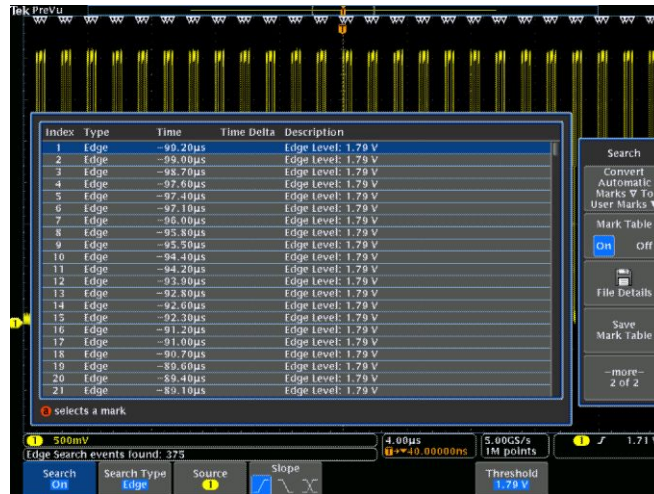 Tek PreVu
T
T
Index Type Time Time Delta Description
1 Edge -99.20µs Edge Level: 1.79 V
2 Edge -99.00µs Edge Level: 1.79 V
3 Edge -98.70µs Edge Level: 1.79 V
4 Edge -97.60µs Edge Level: 1.79 V
5 Edge -97.40µs Edge Level: 1.79 V
6 Edge -97.10µs Edge Level: 1.79 V
7 Edge -96.00µs Edge Level: 1.79 V
8 Edge -95.80µs Edge Level: 1.79 V
9 Edge -95.50µs Edge Level: 1.79 V
10 Edge -94.40µs Edge Level: 1.79 V
11 Edge -94.20µs Edge Level: 1.79 V
12 Edge -93.90µs Edge Level: 1.79 V
13 Edge -92.80µs Edge Level: 1.79 V
14 Edge -92.60µs Edge Level: 1.79 V
15 Edge -92.30µs Edge Level: 1.79 V
16 Edge -91.20µs Edge Level: 1.79 V
17 Edge -91.00µs Edge Level: 1.79 V
18 Edge -90.70µs Edge Level: 1.79 V
19 Edge -89.60µs Edge Level: 1.79 V
20 Edge -89.40µs Edge Level: 1.79 V
21 Edge -89.10µs Edge Level: 1.79 V
a selects a mark
1
Search
Convert
Automatic
Marks ▽ To
User Marks ▼
Mark Table
On Off
File Details
Save
Mark Table
-more-
2 of 2
1 500mV
Edge Search events found: 375
4.00µs
T→▼40.00000ns
5.00GS/s
1M points
1 1.71
Search
On
Search Type
Edge
Source
1
Slope
Threshold
1.79 V